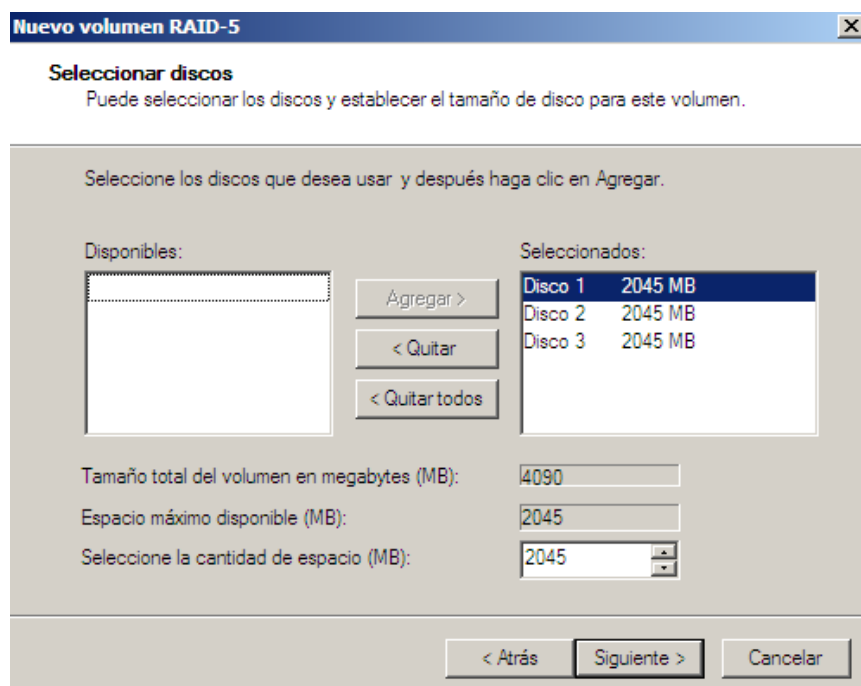 Nuevo volumen RAID-5
Seleccionar discos
Puede seleccionar los discos y establecer el tamaño de disco para este volumen.
Seleccione los discos que desea usar y después haga clic en Agregar.
Disponibles:
Seleccionados:
Agregar >
< Quitar
< Quitar todos
Disco 1 2045 MB
Disco 2 2045 MB
Disco 3 2045 MB
Tamaño total del volumen en megabytes (MB): 4090
Espacio máximo disponible (MB): 2045
Seleccione la cantidad de espacio (MB): 2045
< Atrás Siguiente > Cancelar